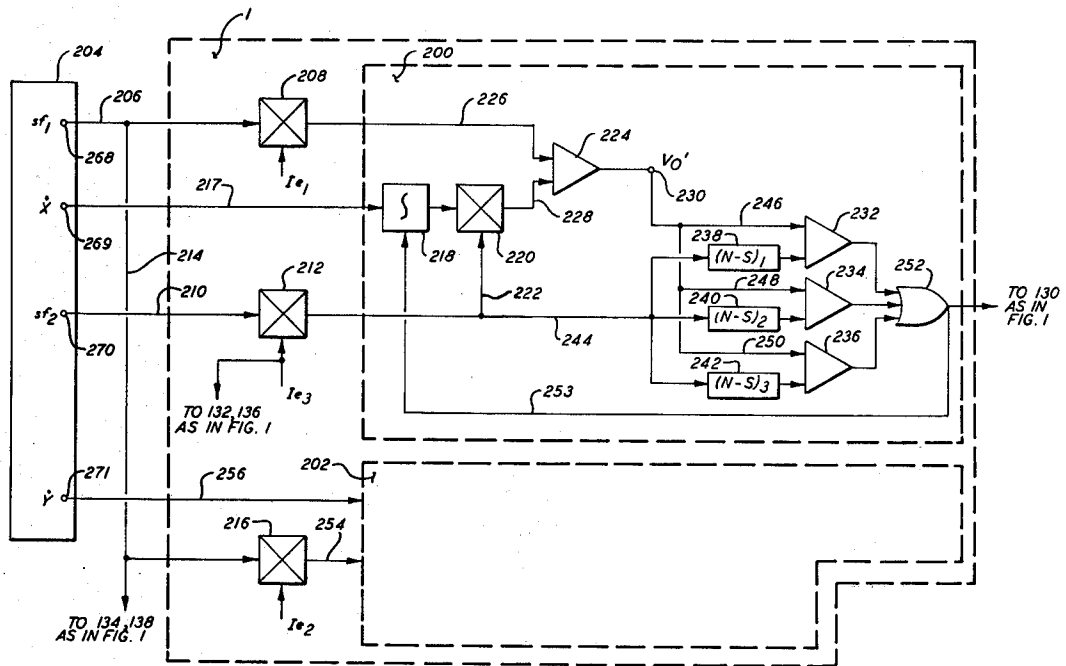 1
204
206
208
200
226
224
sf1
268
Ie1
Vo'
230
217
Ẋ
269
∫
218
220
228
246
232
238
(N-S)1
214
212
222
248
234
252
210
240
(N-S)2
TO 130
AS IN
FIG. 1
sf2
270
244
250
236
242
(N-S)3
Ie3
253
TO 132, 136
AS IN FIG. 1
202
271
256
Ẏ
216
254
Ie2
TO 134, 138
AS IN FIG. 1